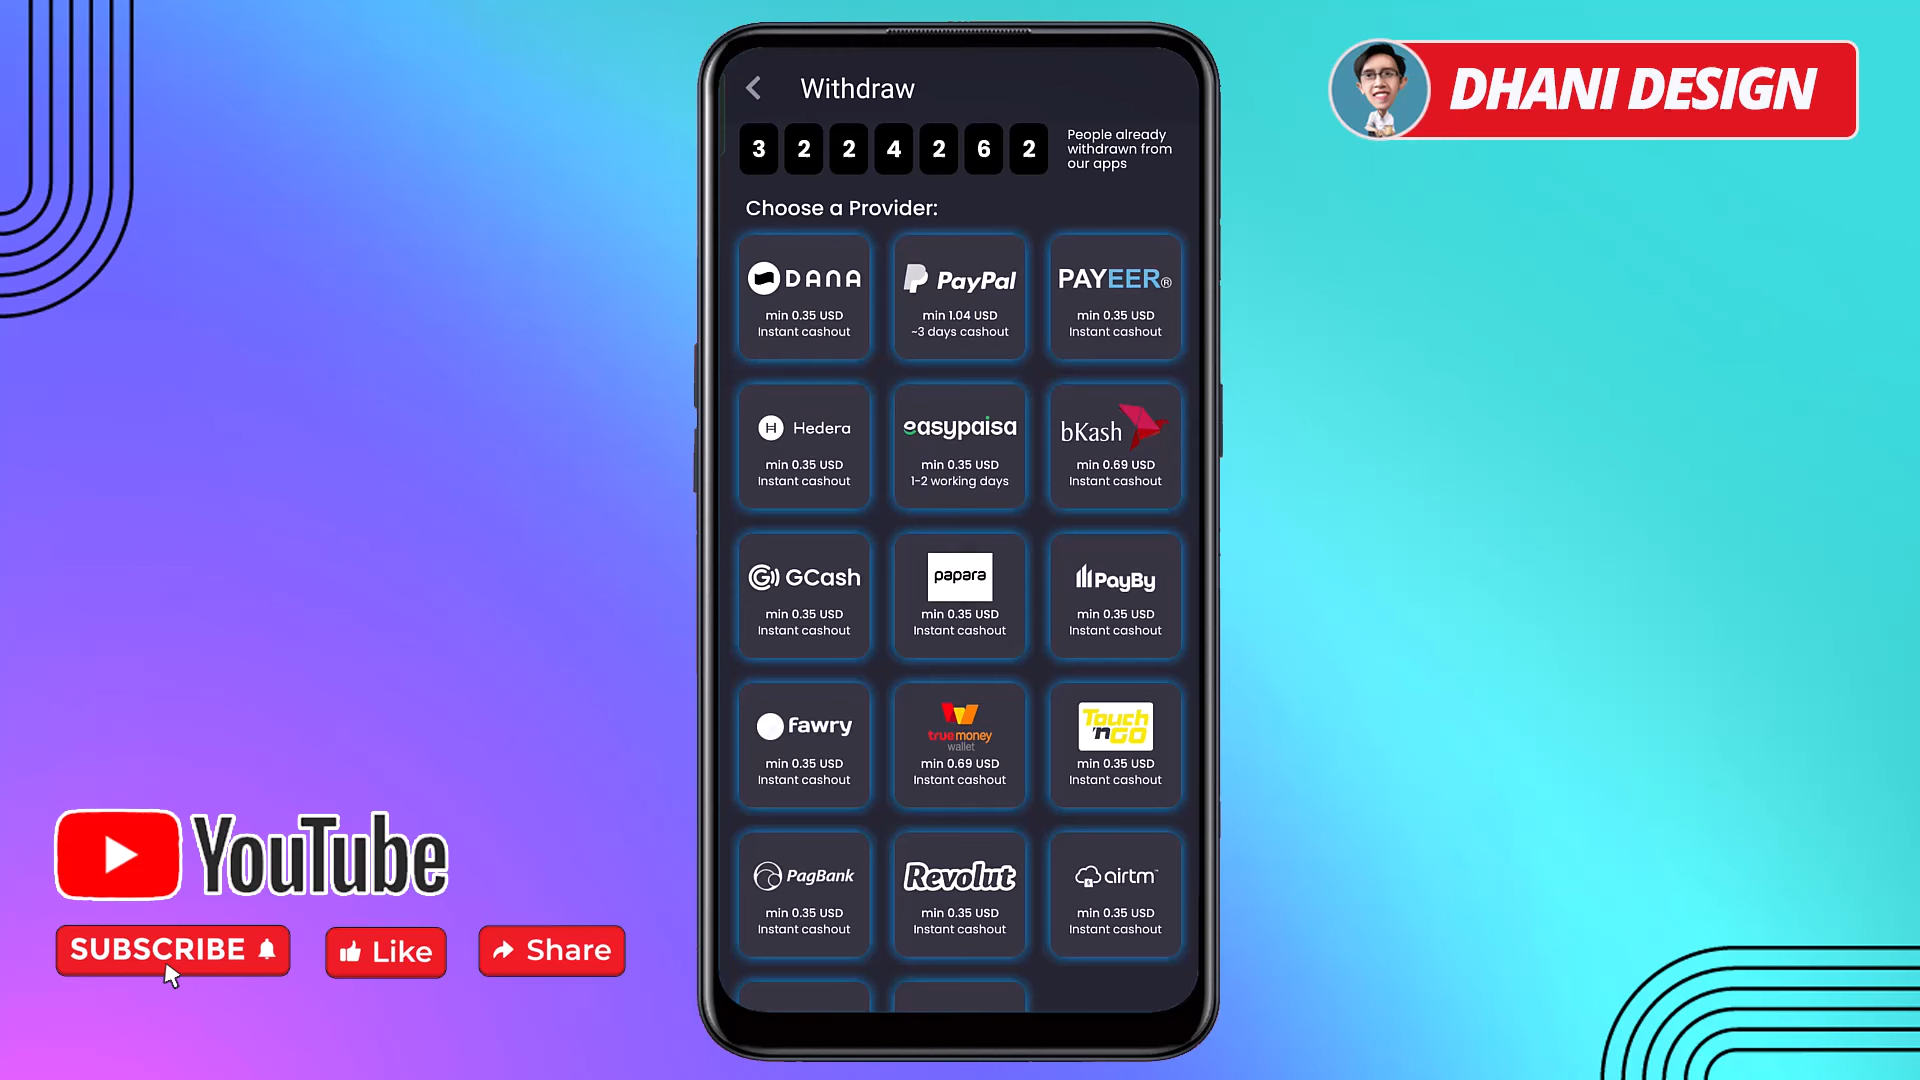 Withdraw
3 2 2 4 2 6 2
People already
withdrawn from
our apps
Choose a Provider:
DANA
min 0.35 USD
Instant cashout
PayPal
min 1.04 USD
~3 days cashout
PAYEER®
min 0.35 USD
Instant cashout
Hedera
min 0.35 USD
Instant cashout
easypaisa
min 0.35 USD
1-2 working days
bKash
min 0.69 USD
Instant cashout
GCash
min 0.35 USD
Instant cashout
papara
min 0.35 USD
Instant cashout
PayBy
min 0.35 USD
Instant cashout
fawry
min 0.35 USD
Instant cashout
truemoney
wallet
min 0.69 USD
Instant cashout
Touch
'nGO
min 0.35 USD
Instant cashout
PagBank
min 0.35 USD
Instant cashout
Revolut
min 0.35 USD
Instant cashout
airtm
min 0.35 USD
Instant cashout
DHANI DESIGN
YouTube
SUBSCRIBE
Like
Share